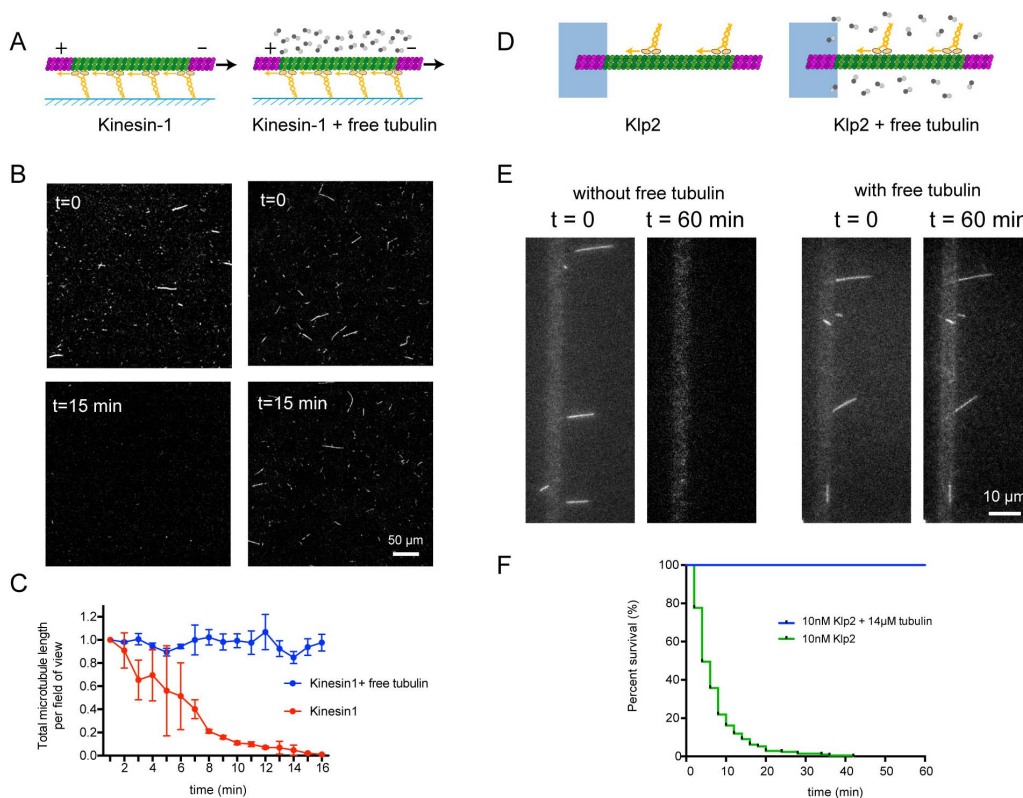 A
+
−
+
−
Kinesin-1
Kinesin-1 + free tubulin
B
t=0
t=0
t=15 min
t=15 min
50 µm
C
Total microtubule length
per field of view
1.2
1.0
0.8
0.6
0.4
0.2
0.0
2 4 6 8 10 12 14 16
time (min)
Kinesin1+ free tubulin
Kinesin1
D
Klp2
Klp2 + free tubulin
E
without free tubulin
t = 0
t = 60 min
with free tubulin
t = 0
t = 60 min
10 µm
F
Percent survival (%)
100
80
60
40
20
0
0 10 20 30 40 50 60
time (min)
10nM Klp2 + 14µM tubulin
10nM Klp2